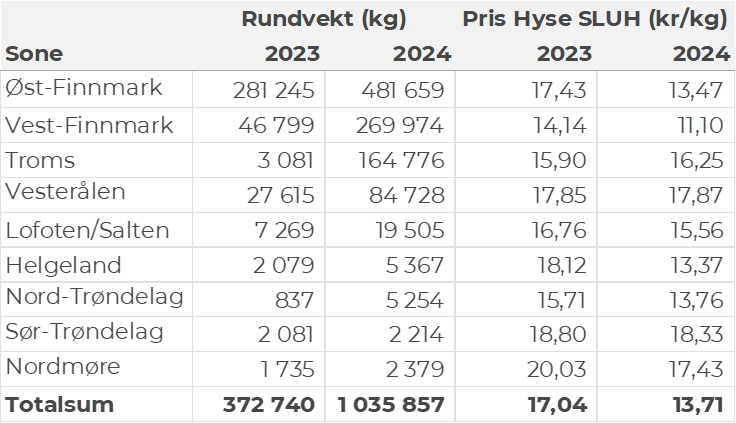 Rundvekt (kg) Pris Hyse SLUH (kr/kg)
Sone 2023 2024 2023 2024
Øst-Finnmark 281 245 481 659 17,43 13,47
Vest-Finnmark 46 799 269 974 14,14 11,10
Troms 3 081 164 776 15,90 16,25
Vesterålen 27 615 84 728 17,85 17,87
Lofoten/Salten 7 269 19 505 16,76 15,56
Helgeland 2 079 5 367 18,12 13,37
Nord-Trøndelag 837 5 254 15,71 13,76
Sør-Trøndelag 2 081 2 214 18,80 18,33
Nordmøre 1 735 2 379 20,03 17,43
Totalsum 372 740 1 035 857 17,04 13,71